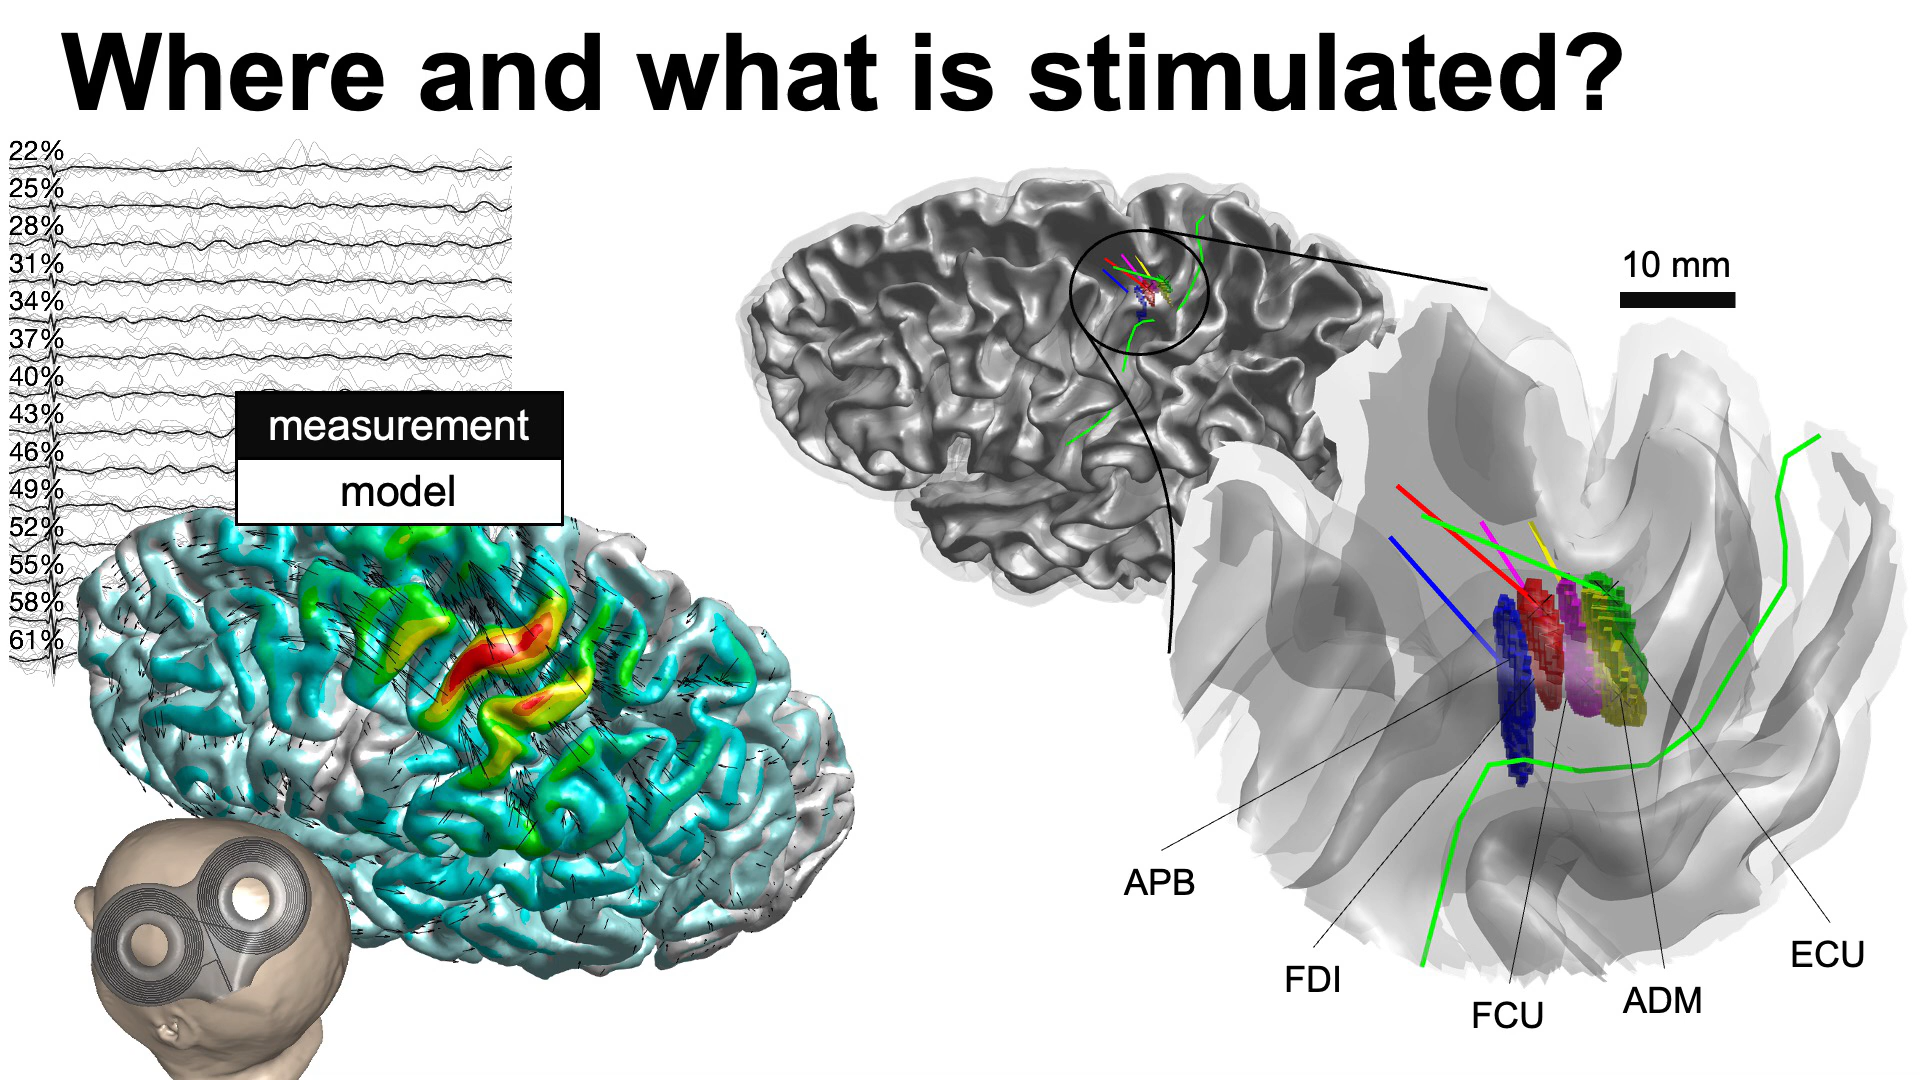 Where and what is stimulated?
22%
25%
28%
31%
34%
37%
40%
43%
46%
49%
52%
55%
58%
61%
measurement
model
10 mm
APB
FDI
FCU
ADM
ECU